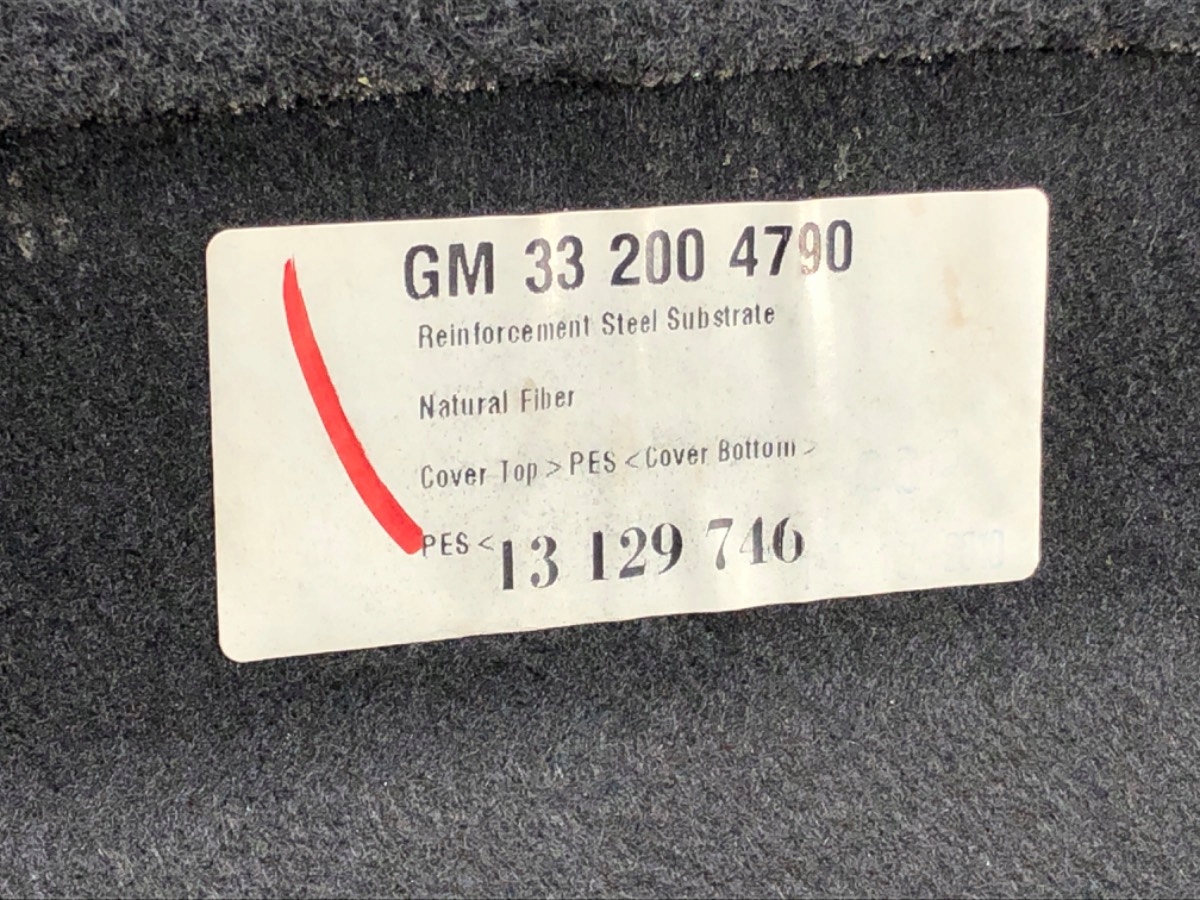 GM 33 200 4790
Reinforcement Steel Substrate
Natural Fiber
Cover Top > PES < Cover Bottom >
PES < 13 129 746